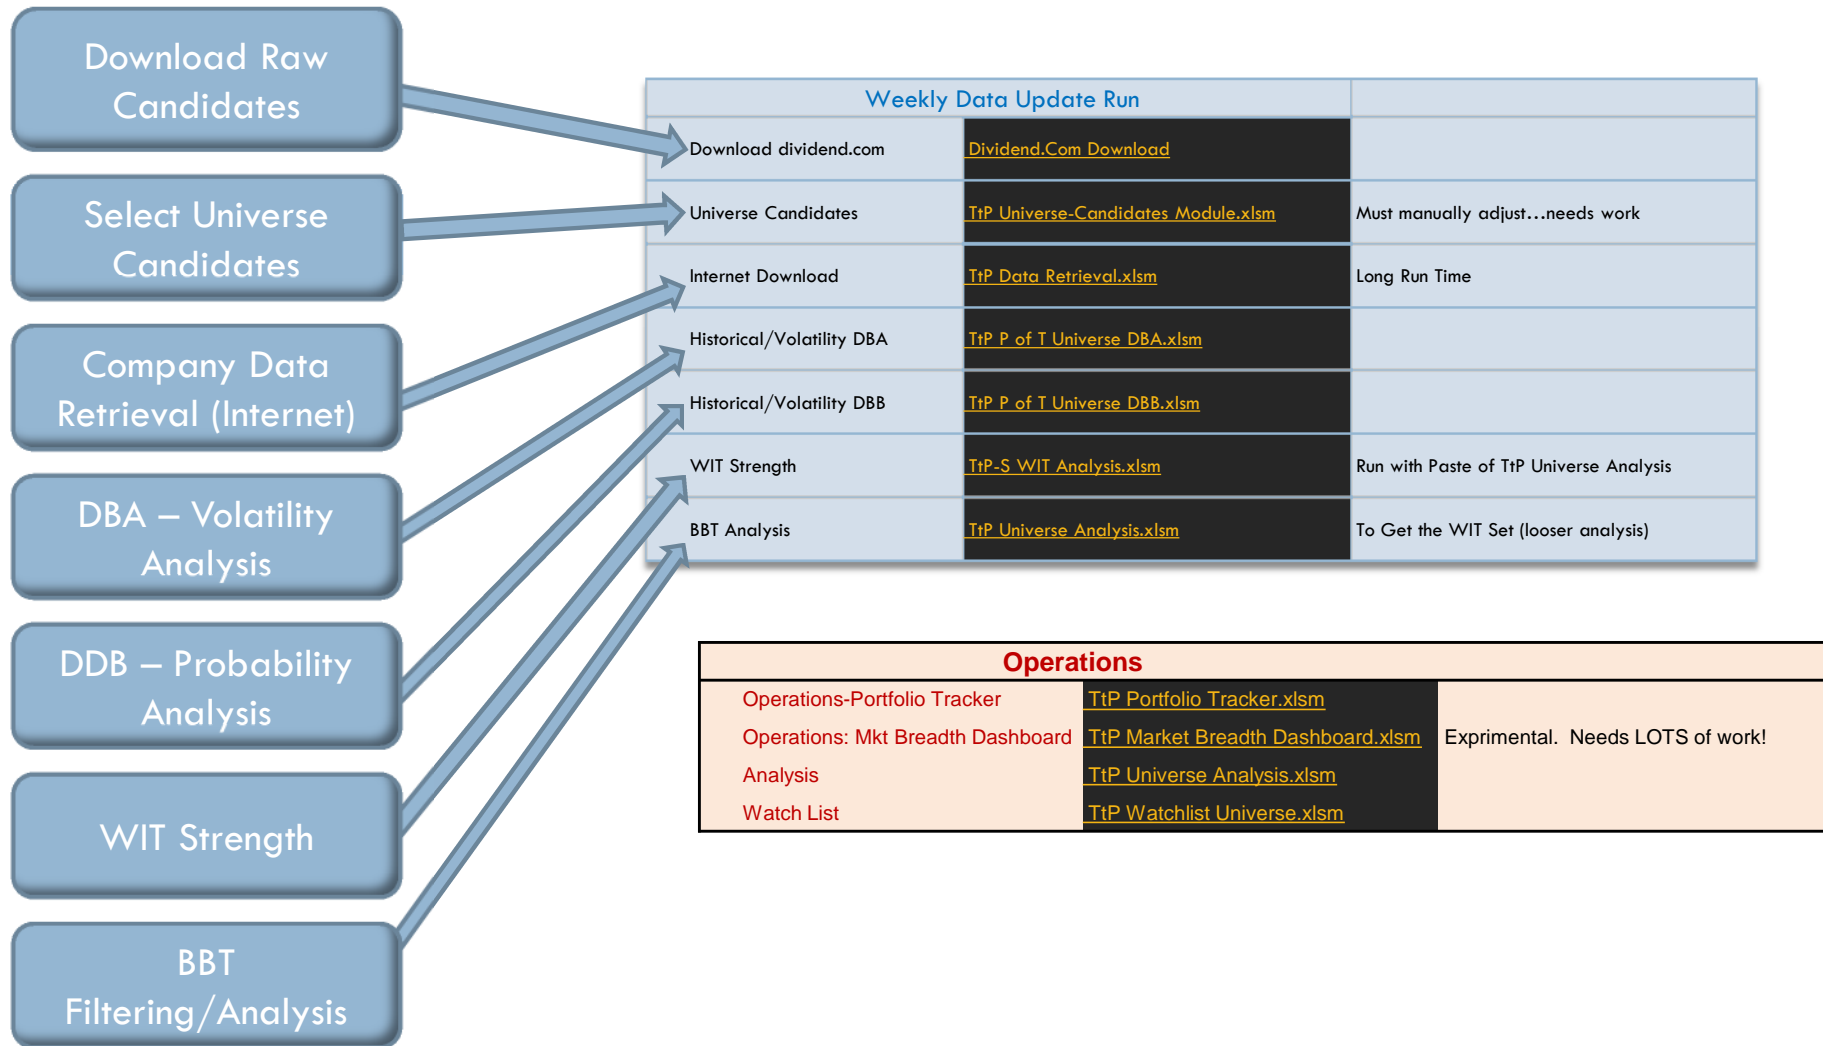 Download Raw
Candidates
Select Universe
Candidates
Company Data
Retrieval (Internet)
DBA – Volatility
Analysis
DDB – Probability
Analysis
WIT Strength
BBT
Filtering/Analysis
Weekly Data Update Run
Download dividend.com Dividend.Com Download
Universe Candidates TtP Universe-Candidates Module.xlsm Must manually adjust…needs work
Internet Download TtP Data Retrieval.xlsm Long Run Time
Historical/Volatility DBA TtP P of T Universe DBA.xlsm
Historical/Volatility DBB TtP P of T Universe DBB.xlsm
WIT Strength TtP-S WIT Analysis.xlsm Run with Paste of TtP Universe Analysis
BBT Analysis TtP Universe Analysis.xlsm To Get the WIT Set (looser analysis)
Operations
Operations-Portfolio Tracker TtP Portfolio Tracker.xlsm
Operations: Mkt Breadth Dashboard TtP Market Breadth Dashboard.xlsm Exprimental. Needs LOTS of work!
Analysis TtP Universe Analysis.xlsm
Watch List TtP Watchlist Universe.xlsm